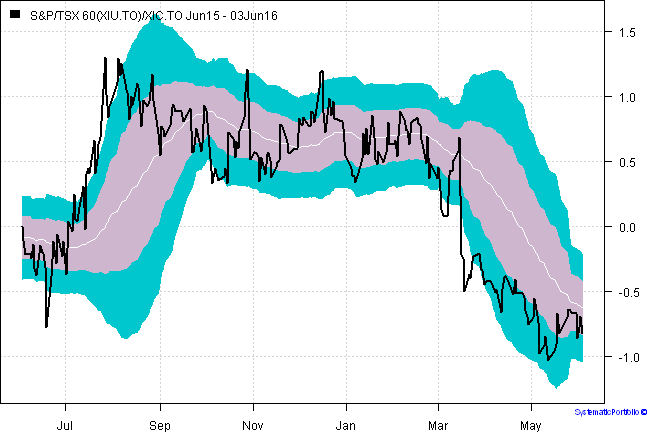 S&P/TSX 60(XIU.TO)/XIC.TO Jun15 - 03Jun16
1.5
1.0
0.5
0.0
-0.5
-1.0
Jul Sep Nov Jan Mar May
SystematicPortfolio ©